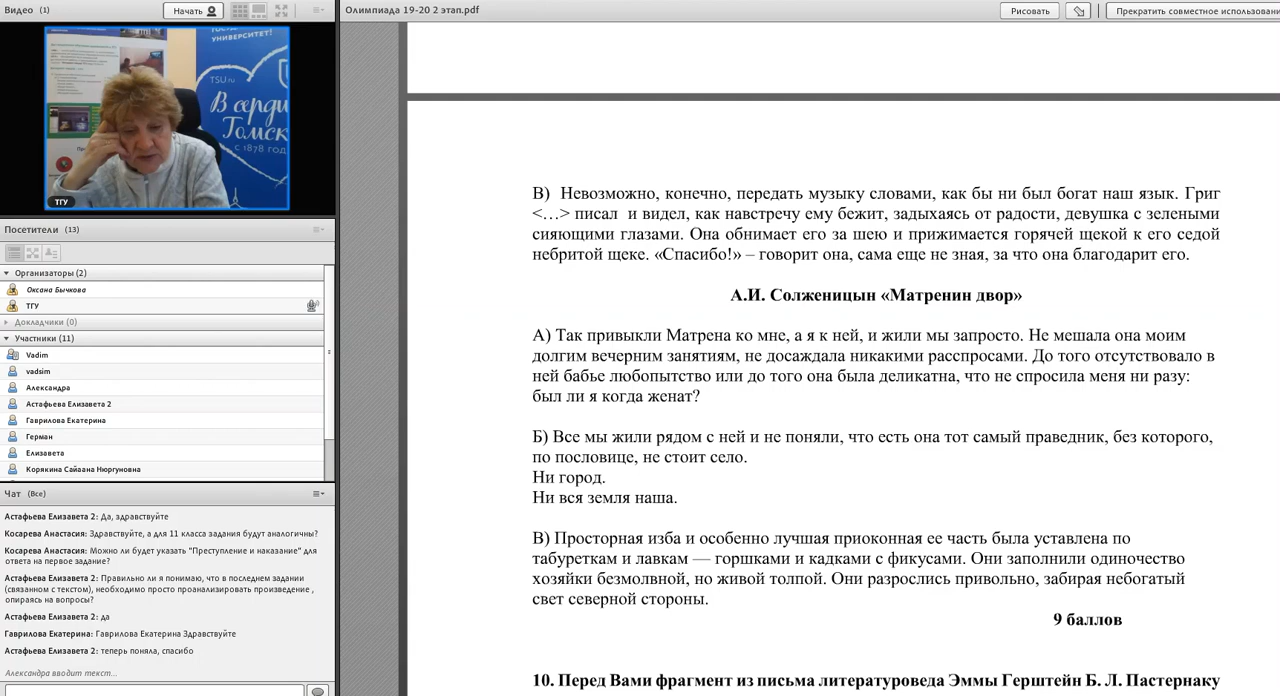 Видео (1)
Начать
Олимпиада 19-20 2 этап.pdf
Рисовать
Прекратить совместное использовани
УНИВЕРСИТЕТ!
TSU.ru
В серд
Томск
с 1878 год
ТГУ
Посетители (13)
Организаторы (2)
Оксана Бычкова
ТГУ
Докладчики (0)
Участники (11)
Vadim
vadsim
Александра
Астафьева Елизавета 2
Гаврилова Екатерина
Герман
Елизавета
Корякина Сайаана Нюргуновна
Чат (Все)
Астафьева Елизавета 2: Да, здравствуйте
Косарева Анастасия: Здравствуйте, а для 11 класса задания будут аналогичны?
Косарева Анастасия: Можно ли будет указать "Преступление и наказание" для
ответа на первое задание?
Астафьева Елизавета 2: Правильно ли я понимаю, что в последнем задании
(связанном с текстом), необходимо просто проанализировать произведение ,
опираясь на вопросы?
Астафьева Елизавета 2: да
Гаврилова Екатерина: Гаврилова Екатерина Здравствуйте
Астафьева Елизавета 2: теперь поняла, спасибо
Александра вводит текст...
В) Невозможно, конечно, передать музыку словами, как бы ни был богат наш язык. Григ
<…> писал и видел, как навстречу ему бежит, задыхаясь от радости, девушка с зелеными
сияющими глазами. Она обнимает его за шею и прижимается горячей щекой к его седой
небритой щеке. «Спасибо!» – говорит она, сама еще не зная, за что она благодарит его.
А.И. Солженицын «Матренин двор»
А) Так привыкли Матрена ко мне, а я к ней, и жили мы запросто. Не мешала она моим
долгим вечерним занятиям, не досаждала никакими расспросами. До того отсутствовало в
ней бабье любопытство или до того она была деликатна, что не спросила меня ни разу:
был ли я когда женат?
Б) Все мы жили рядом с ней и не поняли, что есть она тот самый праведник, без которого,
по пословице, не стоит село.
Ни город.
Ни вся земля наша.
В) Просторная изба и особенно лучшая приоконная ее часть была уставлена по
табуреткам и лавкам — горшками и кадками с фикусами. Они заполнили одиночество
хозяйки безмолвной, но живой толпой. Они разрослись привольно, забирая небогатый
свет северной стороны.
9 баллов
10. Перед Вами фрагмент из письма литературоведа Эммы Герштейн Б. Л. Пастернаку